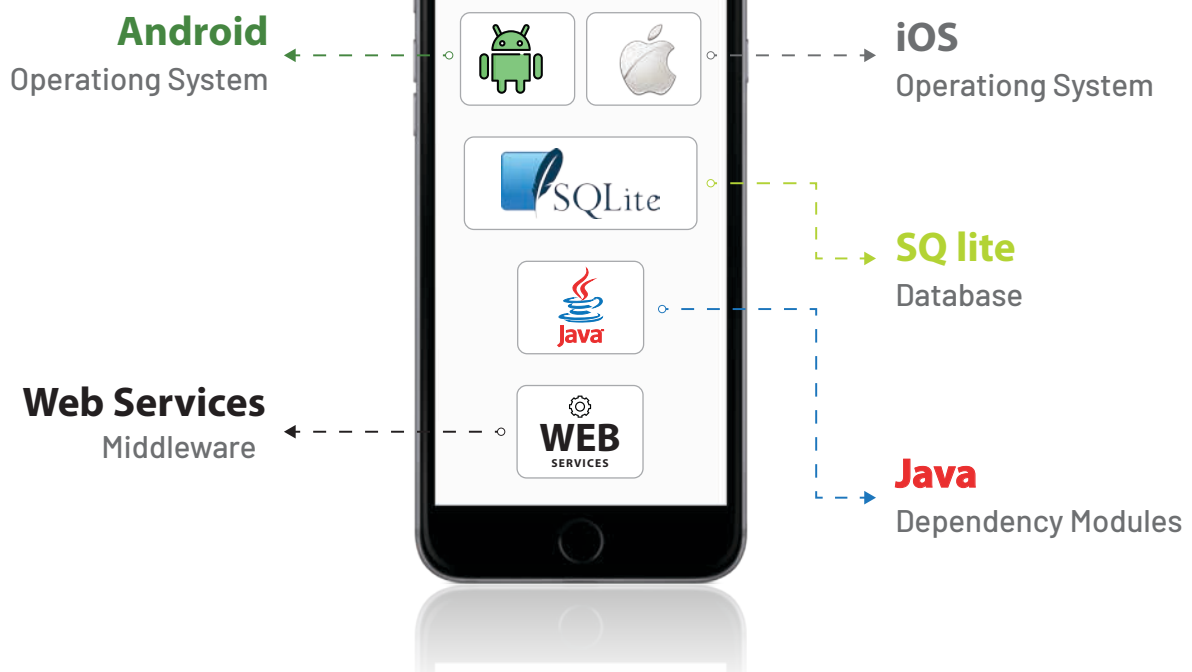 Android
Operationg System
iOS
Operationg System
SQLite
SQ lite
Database
Java
Web Services
Middleware
WEB
SERVICES
Java
Dependency Modules